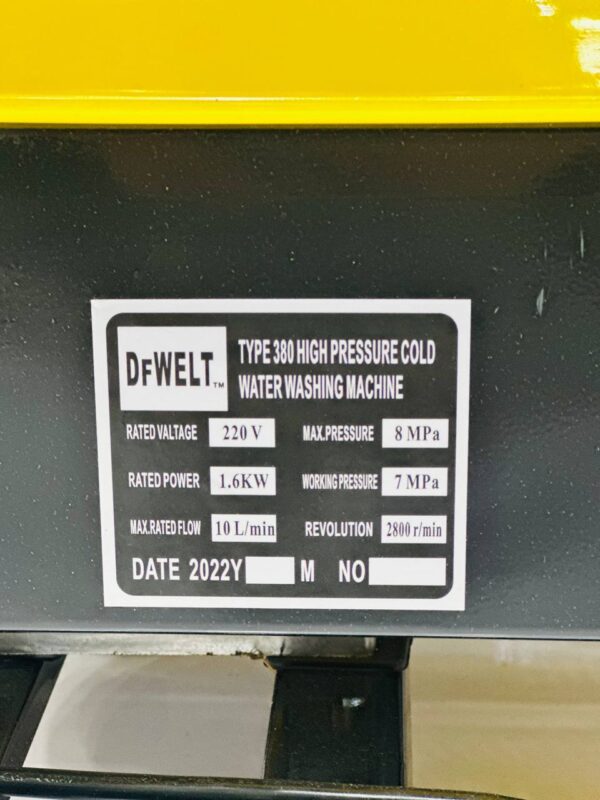 DFWELT™
TYPE 380 HIGH PRESSURE COLD
WATER WASHING MACHINE
RATED VALTAGE 220 V MAX.PRESSURE 8 MPa
RATED POWER 1.6KW WORKING PRESSURE 7 MPa
MAX.RATED FLOW 10 L/min REVOLUTION 2800 r/min
DATE 2022Y M NO